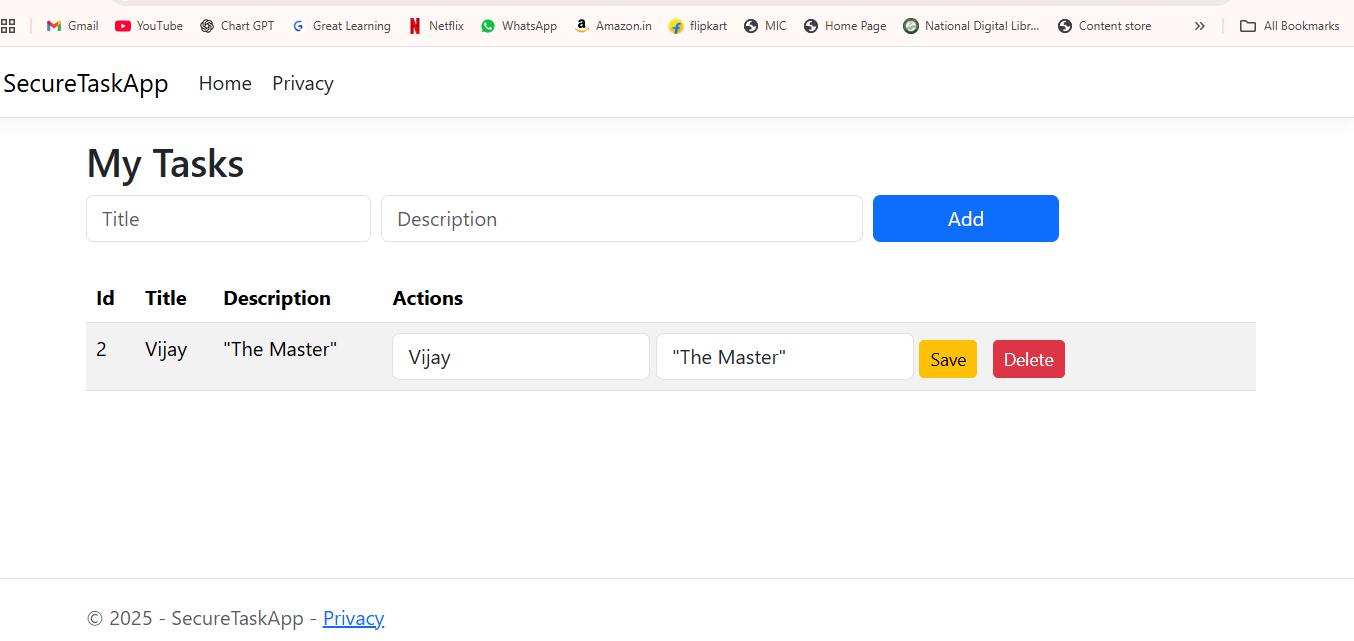 Gmail YouTube Chart GPT Great Learning Netflix WhatsApp Amazon.in flipkart MIC Home Page National Digital Libr... Content store » All Bookmarks
SecureTaskApp Home Privacy
My Tasks
Title Description Add
Id Title Description Actions
2 Vijay "The Master" Vijay "The Master" Save Delete
© 2025 - SecureTaskApp - Privacy